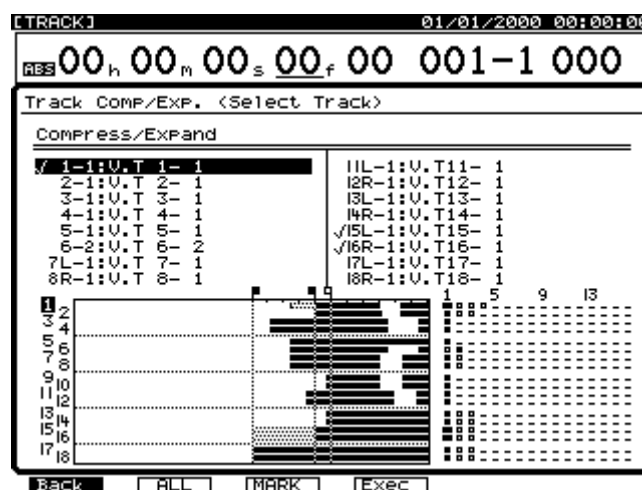 [TRACK] 01/01/2000 00:00:00
ABS 00h 00m 00s 00f 00 001-1 000
Track Comp/Exp. (Select Track)
Compress/Expand
√ 1-1:V.T 1- 1
2-1:V.T 2- 1
3-1:V.T 3- 1
4-1:V.T 4- 1
5-1:V.T 5- 1
6-2:V.T 6- 2
7L-1:V.T 7- 1
8R-1:V.T 8- 1
11L-1:V.T11- 1
12R-1:V.T12- 1
13L-1:V.T13- 1
14R-1:V.T14- 1
√15L-1:V.T15- 1
√16R-1:V.T16- 1
17L-1:V.T17- 1
18R-1:V.T18- 1
1 5 9 13
1
2
3
4
5
6
7
8
9
10
11
12
13
14
15
16
17
18
Back ALL MARK Exec